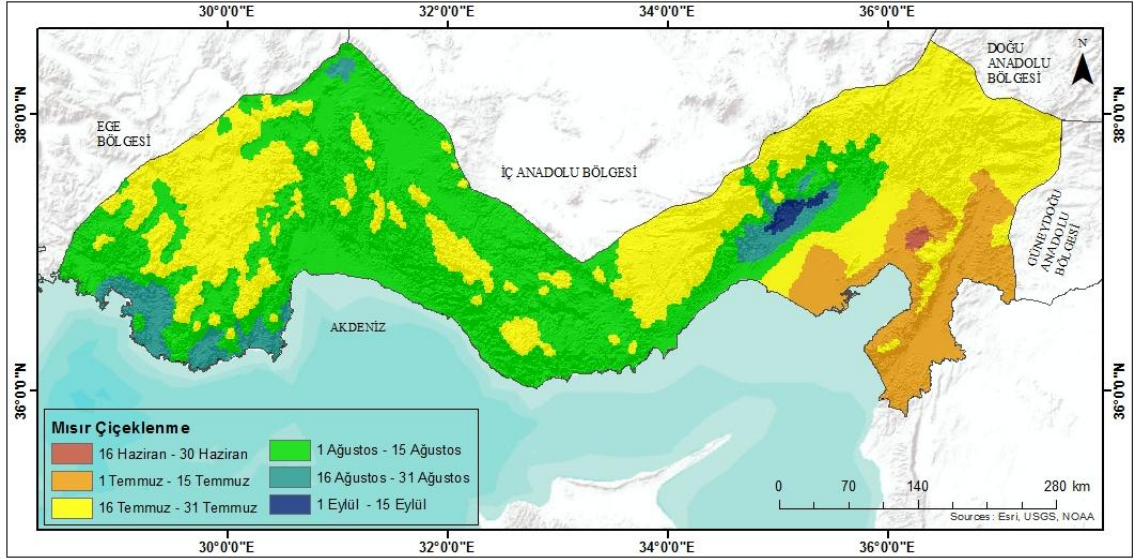 30°0'0"E 32°0'0"E 34°0'0"E 36°0'0"E
DOĞU
ANADOLU
BÖLGESİ
N
38°0'0"N
38°0'0"N
EGE
BÖLGESİ
İÇ ANADOLU BÖLGESİ
GÜNEYDOĞU
ANADOLU
BÖLGESİ
AKDENİZ
36°0'0"N
36°0'0"N
Mısır Çiçeklenme
16 Haziran - 30 Haziran
1 Temmuz - 15 Temmuz
16 Temmuz - 31 Temmuz
1 Ağustos - 15 Ağustos
16 Ağustos - 31 Ağustos
1 Eylül - 15 Eylül
0 70 140 280 km
Sources: Esri, USGS, NOAA
30°0'0"E 32°0'0"E 34°0'0"E 36°0'0"E